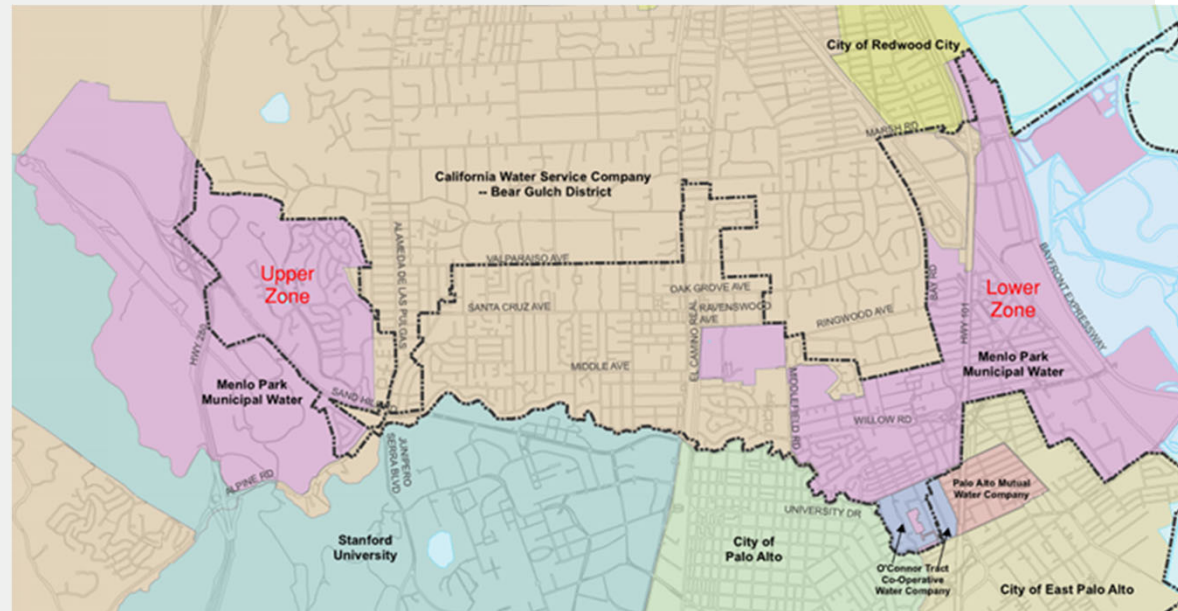 City of Redwood City
MARSH RD
California Water Service Company
-- Bear Gulch District
ALAMEDA DE LAS PULGAS
VALPARAISO AVE
Upper
Zone
OAK GROVE AVE
BAY RD
BAYFRONT EXPRESSWAY
Lower
Zone
SANTA CRUZ AVE
RAVENSWOOD
AVE
RINGWOOD AVE
HWY 280
EL CAMINO REAL
HWY 101
MIDDLE AVE
Menlo Park
Municipal Water
Menlo Park
Municipal Water
SAND HILL
MIDDLEFIELD RD
WILLOW RD
JUNIPERO
SERRA BLVD
ALPINE RD
Palo Alto Mutual
Water Company
UNIVERSITY DR
Stanford
University
City of
Palo Alto
O'Connor Tract
Co-Operative
Water Company
City of East Palo Alto